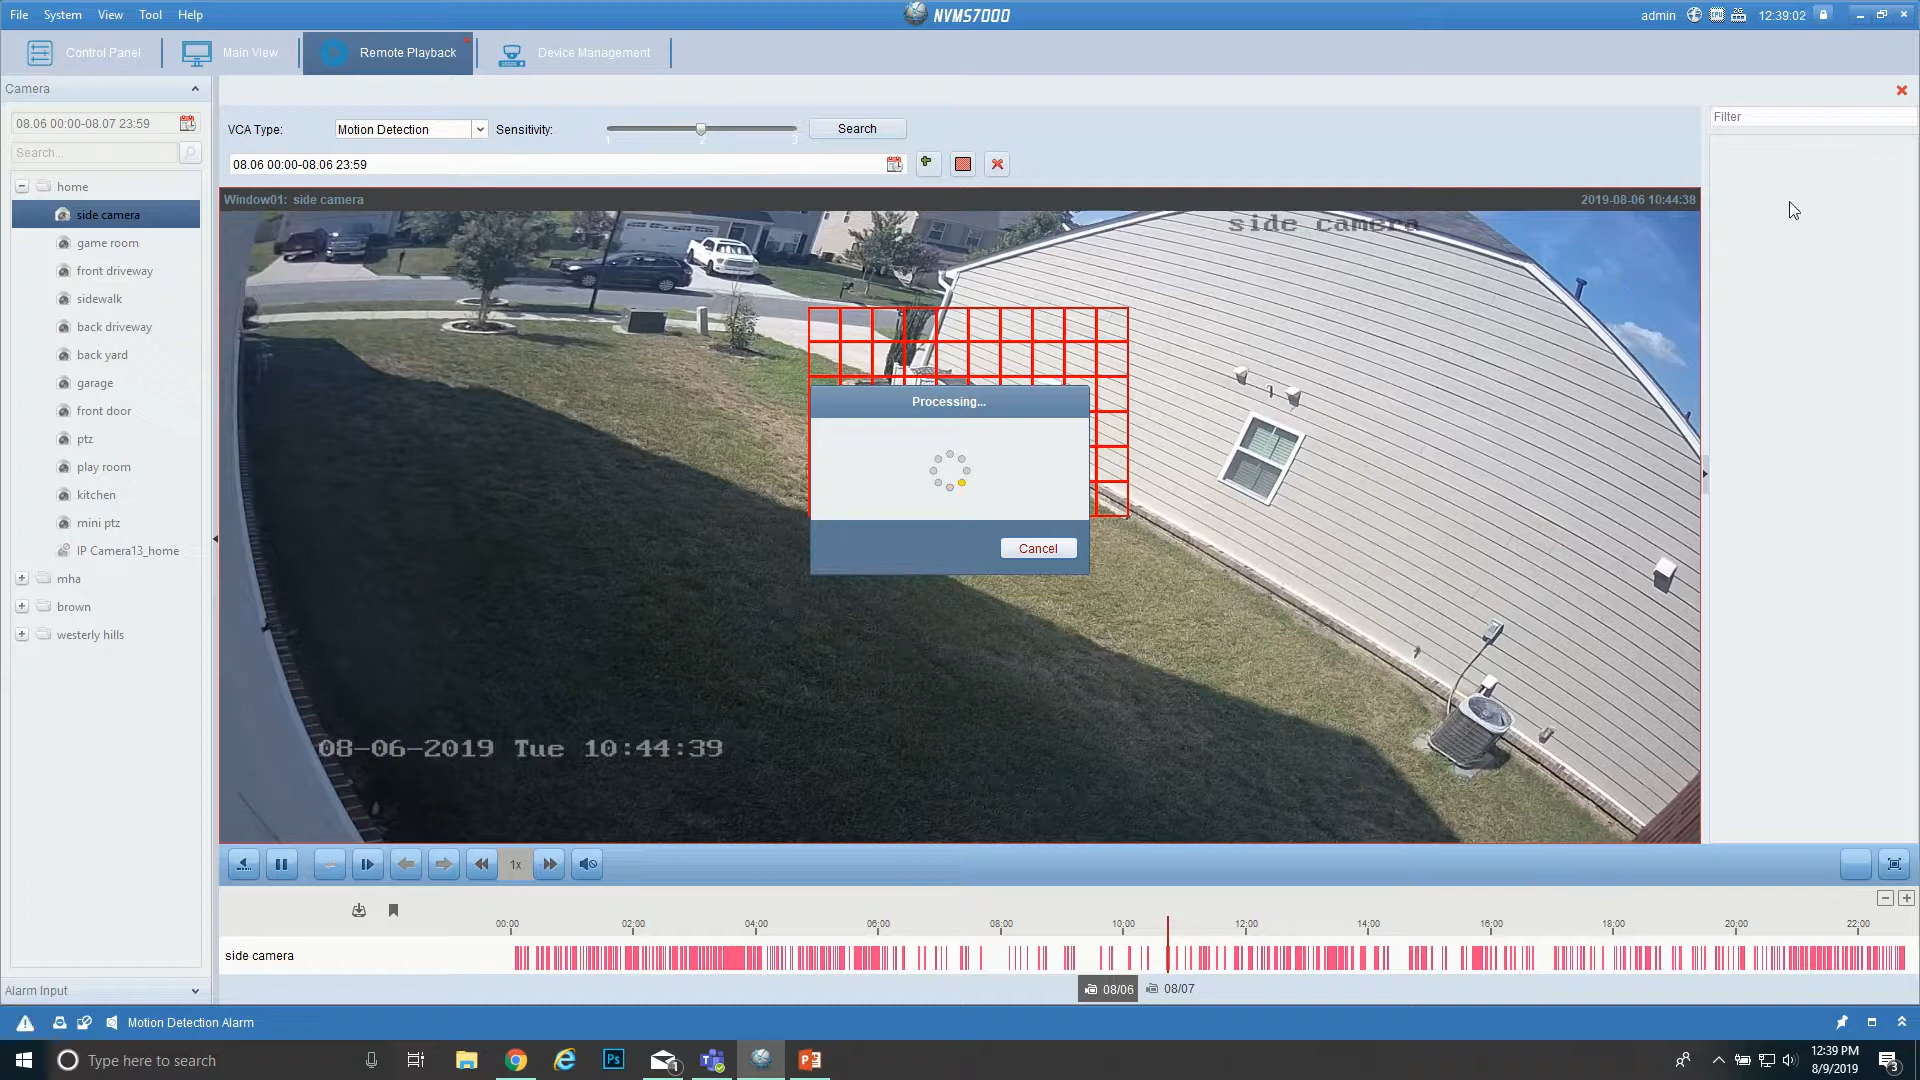 File System View Tool Help
NVMS7000
admin 12:39:02
Control Panel
Main View
Remote Playback
Device Management
Camera
08.06 00:00-08.07 23:59
Search...
home
side camera
game room
front driveway
sidewalk
back driveway
back yard
garage
front door
ptz
play room
kitchen
mini ptz
IP Camera13_home
mha
brown
westerly hills
Alarm Input
VCA Type: Motion Detection Sensitivity: Search
1 2 3
08.06 00:00-08.06 23:59
Filter
Window01: side camera 2019-08-06 10:44:38
side camera
Processing...
Cancel
08-06-2019 Tue 10:44:39
1x
00:00 02:00 04:00 06:00 08:00 10:00 12:00 14:00 16:00 18:00 20:00 22:00
side camera
08/06 08/07
Motion Detection Alarm
Type here to search
Ps
1
12:39 PM
8/9/2019
3